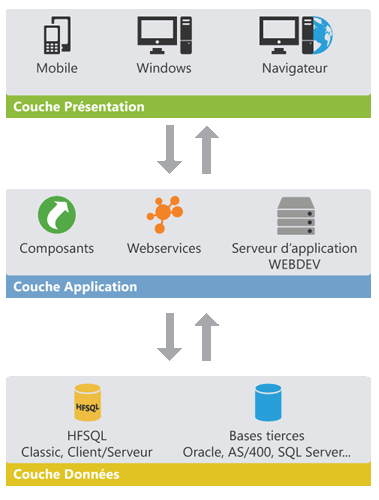 Mobile
Windows
Navigateur
Couche Présentation
Composants
Webservices
Serveur d'application
WEBDEV
Couche Application
HFSQL
HFSQL
Classic, Client/Serveur
Bases tierces
Oracle, AS/400, SQL Server...
Couche Données